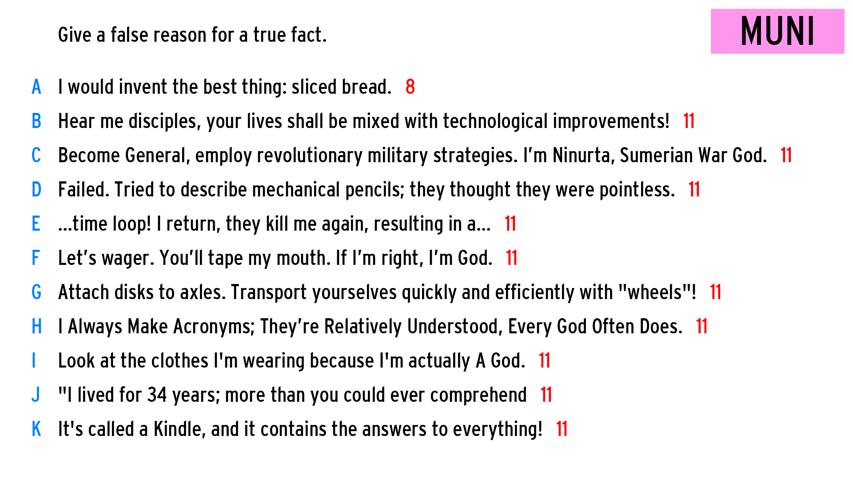 Give a false reason for a true fact.
MUNI
A I would invent the best thing: sliced bread. 8
B Hear me disciples, your lives shall be mixed with technological improvements! 11
C Become General, employ revolutionary military strategies. I'm Ninurta, Sumerian War God. 11
D Failed. Tried to describe mechanical pencils; they thought they were pointless. 11
E ...time loop! I return, they kill me again, resulting in a... 11
F Let's wager. You'll tape my mouth. If I'm right, I'm God. 11
G Attach disks to axles. Transport yourselves quickly and efficiently with "wheels"! 11
H I Always Make Acronyms; They're Relatively Understood, Every God Often Does. 11
I Look at the clothes I'm wearing because I'm actually A God. 11
J "I lived for 34 years; more than you could ever comprehend 11
K It's called a Kindle, and it contains the answers to everything! 11